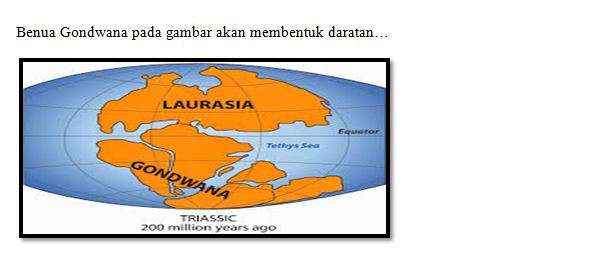 Benua Gondwana pada gambar akan membentuk daratan…
LAURASIA
Equator
Tethys Sea
GONDWANA
TRIASSIC
200 million years ago